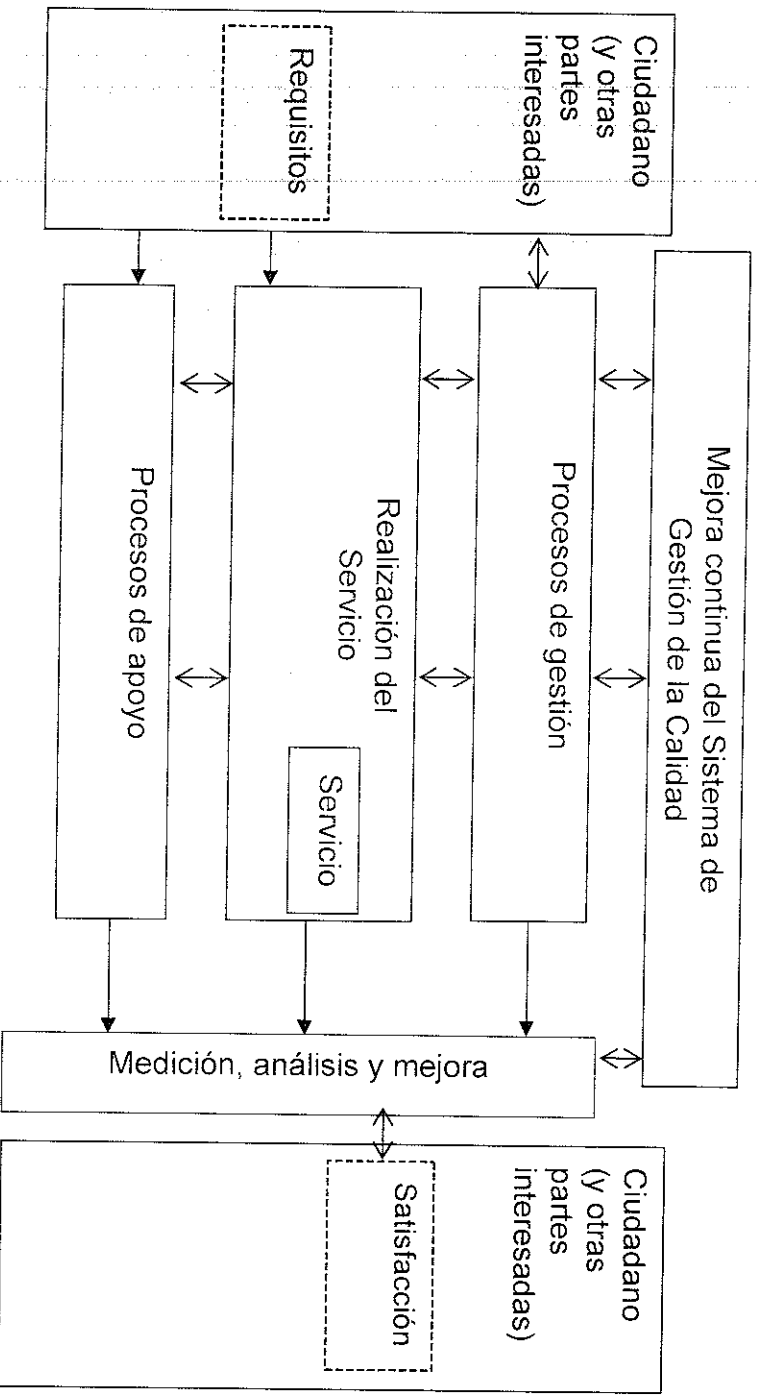 Mejora continua del Sistema de
Gestión de la Calidad
Ciudadano
(y otras
partes
interesadas)
Requisitos
Procesos de gestión
Realización del
Servicio
Servicio
Procesos de apoyo
Medición, análisis y mejora
Ciudadano
(y otras
partes
interesadas)
Satisfacción